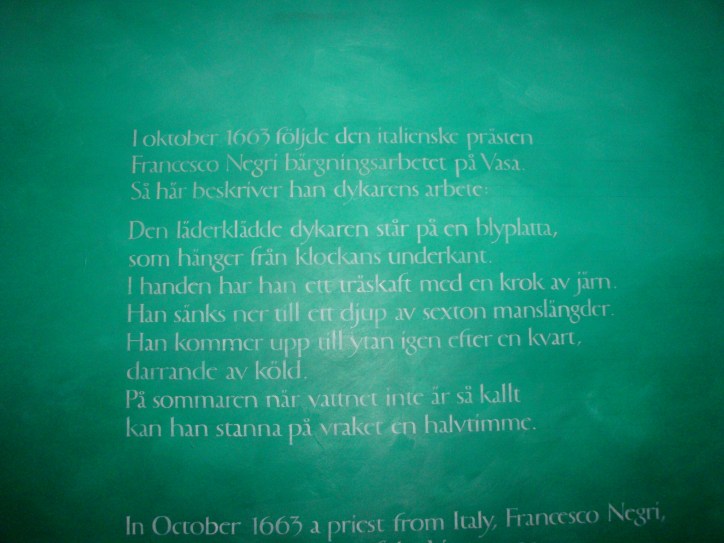 I oktober 1663 följde den italienske prästen
Francesco Negri bärgningsarbetet på Vasa.
Så här beskriver han dykarens arbete:
Den läderklädde dykaren står på en blyplatta,
som hänger från klockans underkant.
I handen har han ett träskaft med en krok av järn.
Han sänks ner till ett djup av sexton manslängder.
Han kommer upp till ytan igen efter en kvart,
darrande av köld.
På sommaren när vattnet inte är så kallt
kan han stanna på vraket en halvtimme.
In October 1663 a priest from Italy, Francesco Negri,